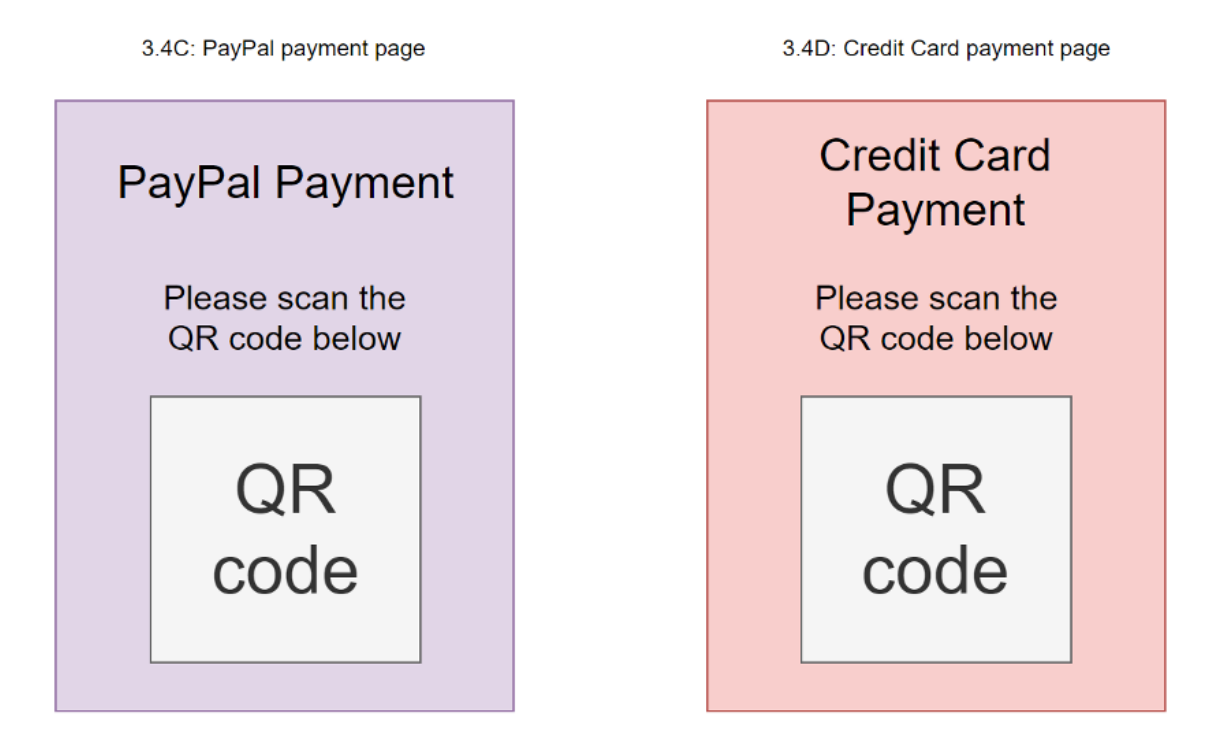 3.4C: PayPal payment page
PayPal Payment
Please scan the
QR code below
QR
code
3.4D: Credit Card payment page
Credit Card
Payment
Please scan the
QR code below
QR
code